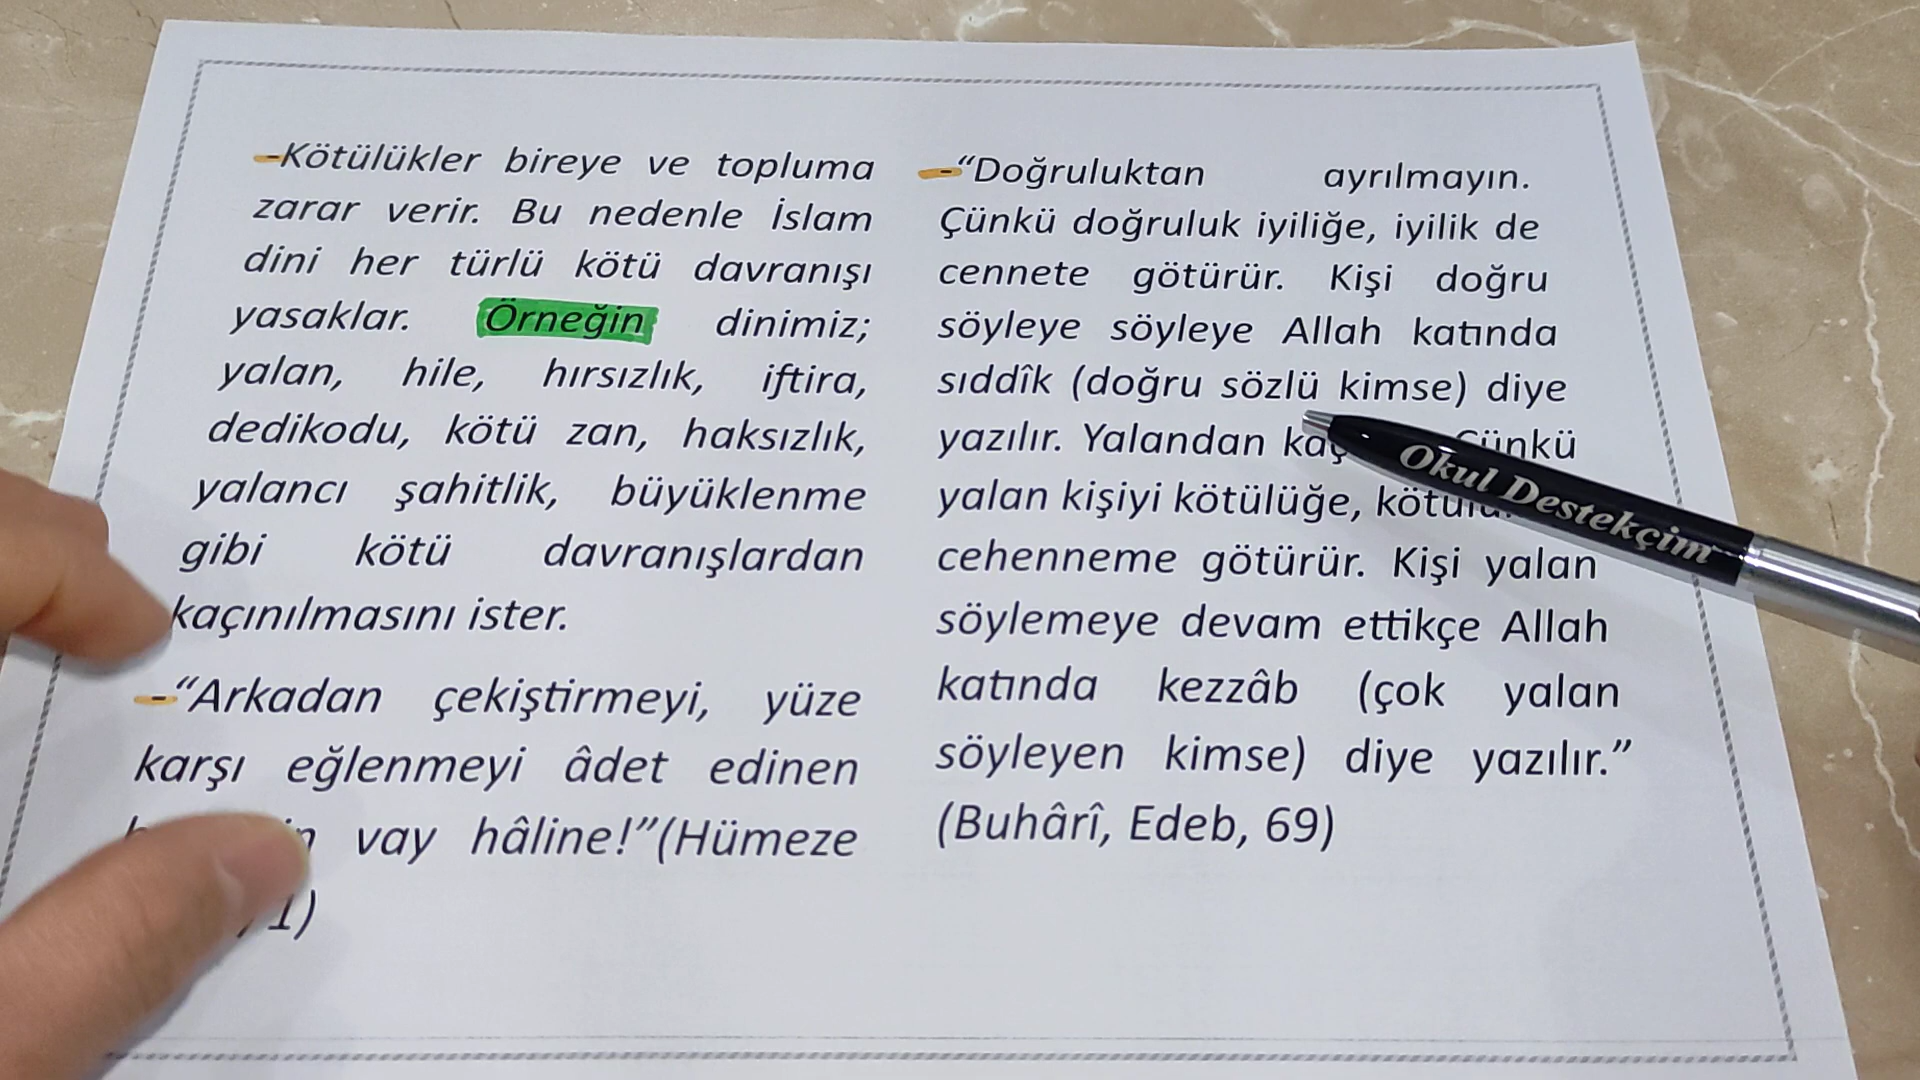 -Kötülükler bireye ve topluma
zarar verir. Bu nedenle İslam
dini her türlü kötü davranışı
yasaklar. Örneğin dinimiz;
yalan, hile, hırsızlık, iftira,
dedikodu, kötü zan, haksızlık,
yalancı şahitlik, büyüklenme
gibi kötü davranışlardan
kaçınılmasını ister.
-“Arkadan çekiştirmeyi, yüze
karşı eğlenmeyi âdet edinen
vay hâline!”(Hümeze
1)
-“Doğruluktan ayrılmayın.
Çünkü doğruluk iyiliğe, iyilik de
cennete götürür. Kişi doğru
söyleye söyleye Allah katında
sıddîk (doğru sözlü kimse) diye
yazılır. Yalandan Çünkü
yalan kişiyi kötülüğe,
cehenneme götürür. Kişi yalan
söylemeye devam ettikçe Allah
katında kezzâb (çok yalan
söyleyen kimse) diye yazılır.”
(Buhârî, Edeb, 69)
Okul Destekçim